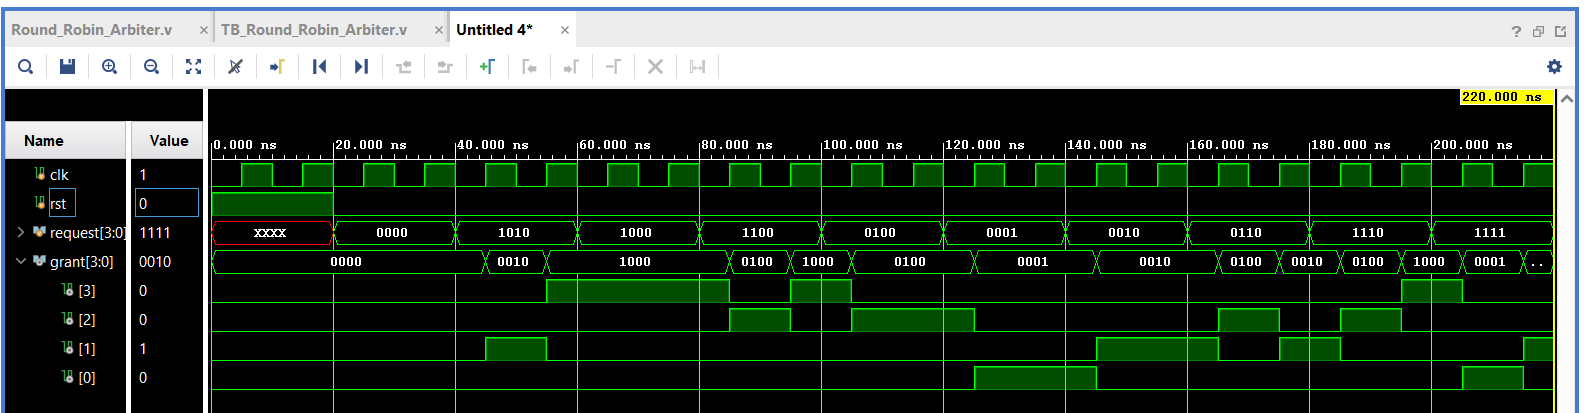 Round_Robin_Arbiter.v × TB_Round_Robin_Arbiter.v × Untitled 4* ×
220.000 ns
Name Value
0.000 ns 20.000 ns 40.000 ns 60.000 ns 80.000 ns 100.000 ns 120.000 ns 140.000 ns 160.000 ns 180.000 ns 200.000 ns
clk 1
rst 0
request[3:0] 1111 XXXX 0000 1010 1000 1100 0100 0001 0010 0110 1110 1111
grant[3:0] 0010 0000 0010 1000 0100 1000 0100 0001 0010 0100 0010 0100 1000 0001 ..
[3] 0
[2] 0
[1] 1
[0] 0